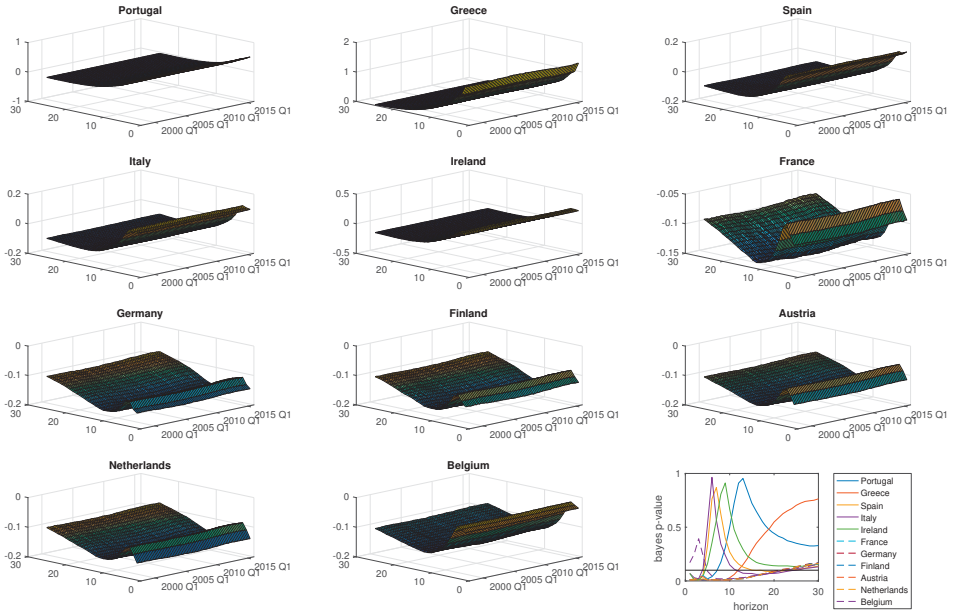 Portugal
1
0
-1
30
20
10
0
2000 Q1
2005 Q1
2010 Q1
2015 Q1
Greece
2
1
0
30
20
10
0
2000 Q1
2005 Q1
2010 Q1
2015 Q1
Spain
0.2
0
-0.2
30
20
10
0
2000 Q1
2005 Q1
2010 Q1
2015 Q1
Italy
0.2
0
-0.2
30
20
10
0
2000 Q1
2005 Q1
2010 Q1
2015 Q1
Ireland
0.5
0
-0.5
30
20
10
0
2000 Q1
2005 Q1
2010 Q1
2015 Q1
France
-0.05
-0.1
-0.15
30
20
10
0
2000 Q1
2005 Q1
2010 Q1
2015 Q1
Germany
0
-0.1
-0.2
30
20
10
0
2000 Q1
2005 Q1
2010 Q1
2015 Q1
Finland
0
-0.1
-0.2
30
20
10
0
2000 Q1
2005 Q1
2010 Q1
2015 Q1
Austria
0
-0.1
-0.2
30
20
10
0
2000 Q1
2005 Q1
2010 Q1
2015 Q1
Netherlands
0
-0.1
-0.2
30
20
10
0
2000 Q1
2005 Q1
2010 Q1
2015 Q1
Belgium
0
-0.1
-0.2
30
20
10
0
2000 Q1
2005 Q1
2010 Q1
2015 Q1
bayes p-value
1
0.5
0
0
10
20
30
horizon
Portugal
Greece
Spain
Italy
Ireland
France
Germany
Finland
Austria
Netherlands
Belgium